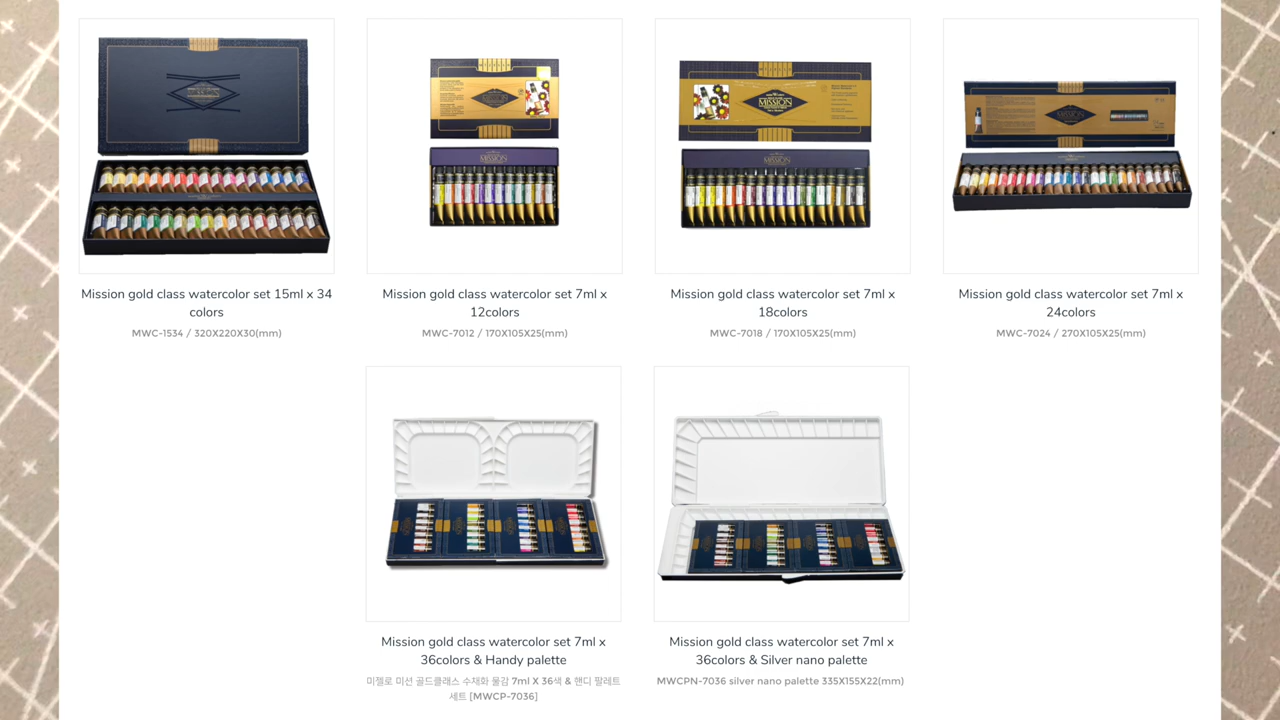 MISSION
MISSION
MISSION
MISSION
MISSION
Mission gold class watercolor set 15ml x 34
colors
MWC-1534 / 320X220X30(mm)
Mission gold class watercolor set 7ml x
12colors
MWC-7012 / 170X105X25(mm)
Mission gold class watercolor set 7ml x
18colors
MWC-7018 / 170X105X25(mm)
Mission gold class watercolor set 7ml x
24colors
MWC-7024 / 270X105X25(mm)
Mission gold class watercolor set 7ml x
36colors & Handy palette
미젤로 미션 골드클래스 수채화 물감 7ml X 36색 & 핸디 팔레트
세트 [MWCP-7036]
Mission gold class watercolor set 7ml x
36colors & Silver nano palette
MWCPN-7036 silver nano palette 335X155X22(mm)